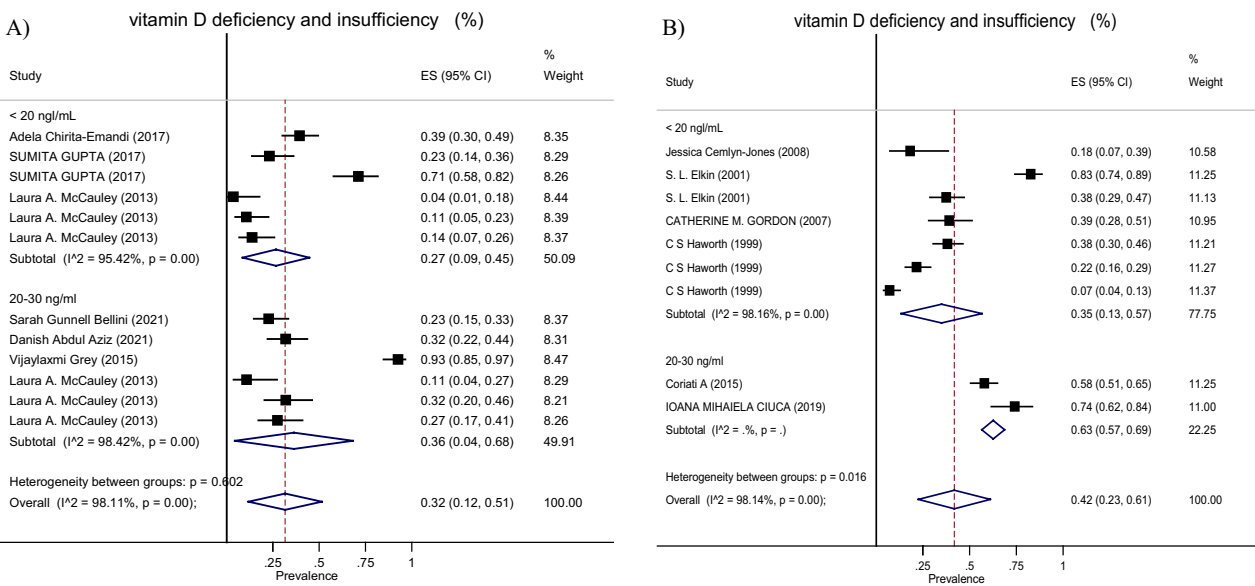 A)
vitamin D deficiency and insufficiency (%)
%
Study ES (95% CI) Weight
< 20 ngl/mL
Adela Chirita-Emandi (2017) 0.39 (0.30, 0.49) 8.35
SUMITA GUPTA (2017) 0.23 (0.14, 0.36) 8.29
SUMITA GUPTA (2017) 0.71 (0.58, 0.82) 8.26
Laura A. McCauley (2013) 0.04 (0.01, 0.18) 8.44
Laura A. McCauley (2013) 0.11 (0.05, 0.23) 8.39
Laura A. McCauley (2013) 0.14 (0.07, 0.26) 8.37
Subtotal (I^2 = 95.42%, p = 0.00) 0.27 (0.09, 0.45) 50.09
20-30 ng/ml
Sarah Gunnell Bellini (2021) 0.23 (0.15, 0.33) 8.37
Danish Abdul Aziz (2021) 0.32 (0.22, 0.44) 8.31
Vijaylaxmi Grey (2015) 0.93 (0.85, 0.97) 8.47
Laura A. McCauley (2013) 0.11 (0.04, 0.27) 8.29
Laura A. McCauley (2013) 0.32 (0.20, 0.46) 8.21
Laura A. McCauley (2013) 0.27 (0.17, 0.41) 8.26
Subtotal (I^2 = 98.42%, p = 0.00) 0.36 (0.04, 0.68) 49.91
Heterogeneity between groups: p = 0.602
Overall (I^2 = 98.11%, p = 0.00); 0.32 (0.12, 0.51) 100.00
.25 .5 .75 1
Prevalence
B)
vitamin D deficiency and insufficiency (%)
%
Study ES (95% CI) Weight
< 20 ng/mL
Jessica Cemlyn-Jones (2008) 0.18 (0.07, 0.39) 10.58
S. L. Elkin (2001) 0.83 (0.74, 0.89) 11.25
S. L. Elkin (2001) 0.38 (0.29, 0.47) 11.13
CATHERINE M. GORDON (2007) 0.39 (0.28, 0.51) 10.95
C S Haworth (1999) 0.38 (0.30, 0.46) 11.21
C S Haworth (1999) 0.22 (0.16, 0.29) 11.27
C S Haworth (1999) 0.07 (0.04, 0.13) 11.37
Subtotal (I^2 = 98.16%, p = 0.00) 0.35 (0.13, 0.57) 77.75
20-30 ng/ml
Coriati A (2015) 0.58 (0.51, 0.65) 11.25
IOANA MIHAIELA CIUCA (2019) 0.74 (0.62, 0.84) 11.00
Subtotal (I^2 = .%, p = .) 0.63 (0.57, 0.69) 22.25
Heterogeneity between groups: p = 0.016
Overall (I^2 = 98.14%, p = 0.00); 0.42 (0.23, 0.61) 100.00
.25 .5 .75 1
Prevalence